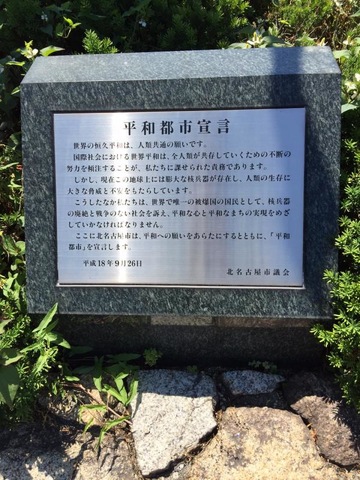 平和都市宣言
世界の恒久平和は、人類共通の願いです。
国際社会における世界平和は、全人類が共存していくための不断の
努力を傾注することが、私たちに課せられた責務であります。
しかし、現在この地球上には膨大な核兵器が存在し、人類の生存に
大きな脅威と不安をもたらしています。
こうしたなか私たちは、世界で唯一の被爆国の国民として、核兵器
の廃絶と戦争のない社会を訴え、平和な心と平和なまちの実現をめざ
していかなければなりません。
ここに北名古屋市は、平和への願いをあらたにするとともに、「平和
都市」を宣言します。
平成18年9月26日
北名古屋市議会